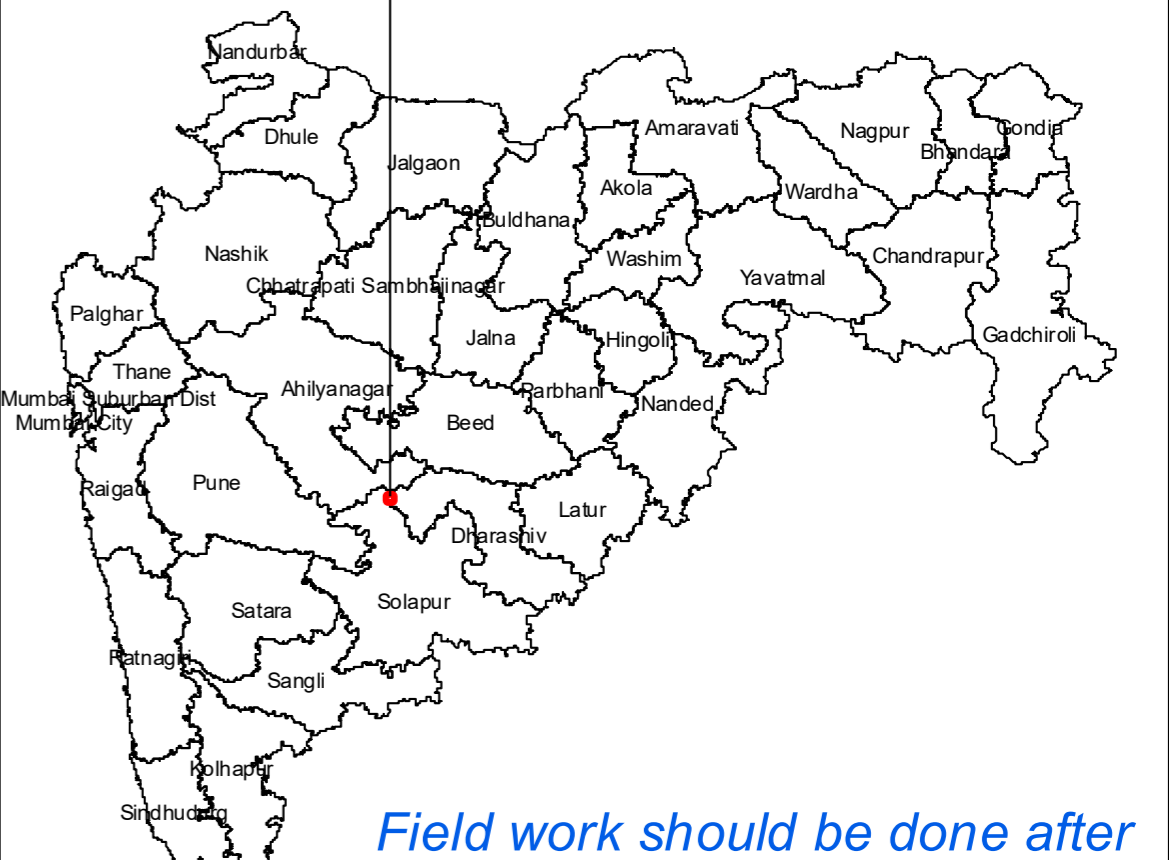 Nandurbar
Dhule
Jalgaon
Amaravati
Nagpur
Gondia
Bhandara
Akola
Wardha
Buldhana
Nashik
Washim
Chandrapur
Chhatrapati Sambhajinagar
Yavatmal
Palghar
Jalna
Hingoli
Gadchiroli
Thane
Ahilyanagar
Parbhani
Mumbai Suburban Dist
Nanded
Mumbai City
Beed
Raigad
Pune
Latur
Dharashiv
Satara
Solapur
Ratnagiri
Sangli
Kolhapur
Sindhudurg
Field work should be done after